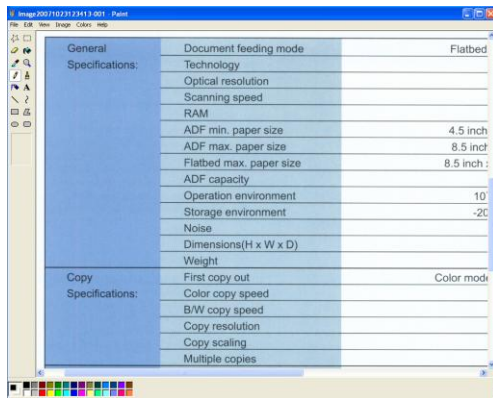 Image20071023123413-001 - Paint
File Edit View Image Colors Help
General Specifications: Document feeding mode Flatbed
Technology
Optical resolution
Scanning speed
RAM
ADF min. paper size 4.5 inch
ADF max. paper size 8.5 inch
Flatbed max. paper size 8.5 inch
ADF capacity
Operation environment 10
Storage environment -20
Noise
Dimensions(H x W x D)
Weight
Copy Specifications: First copy out Color mode
Color copy speed
B/W copy speed
Copy resolution
Copy scaling
Multiple copies